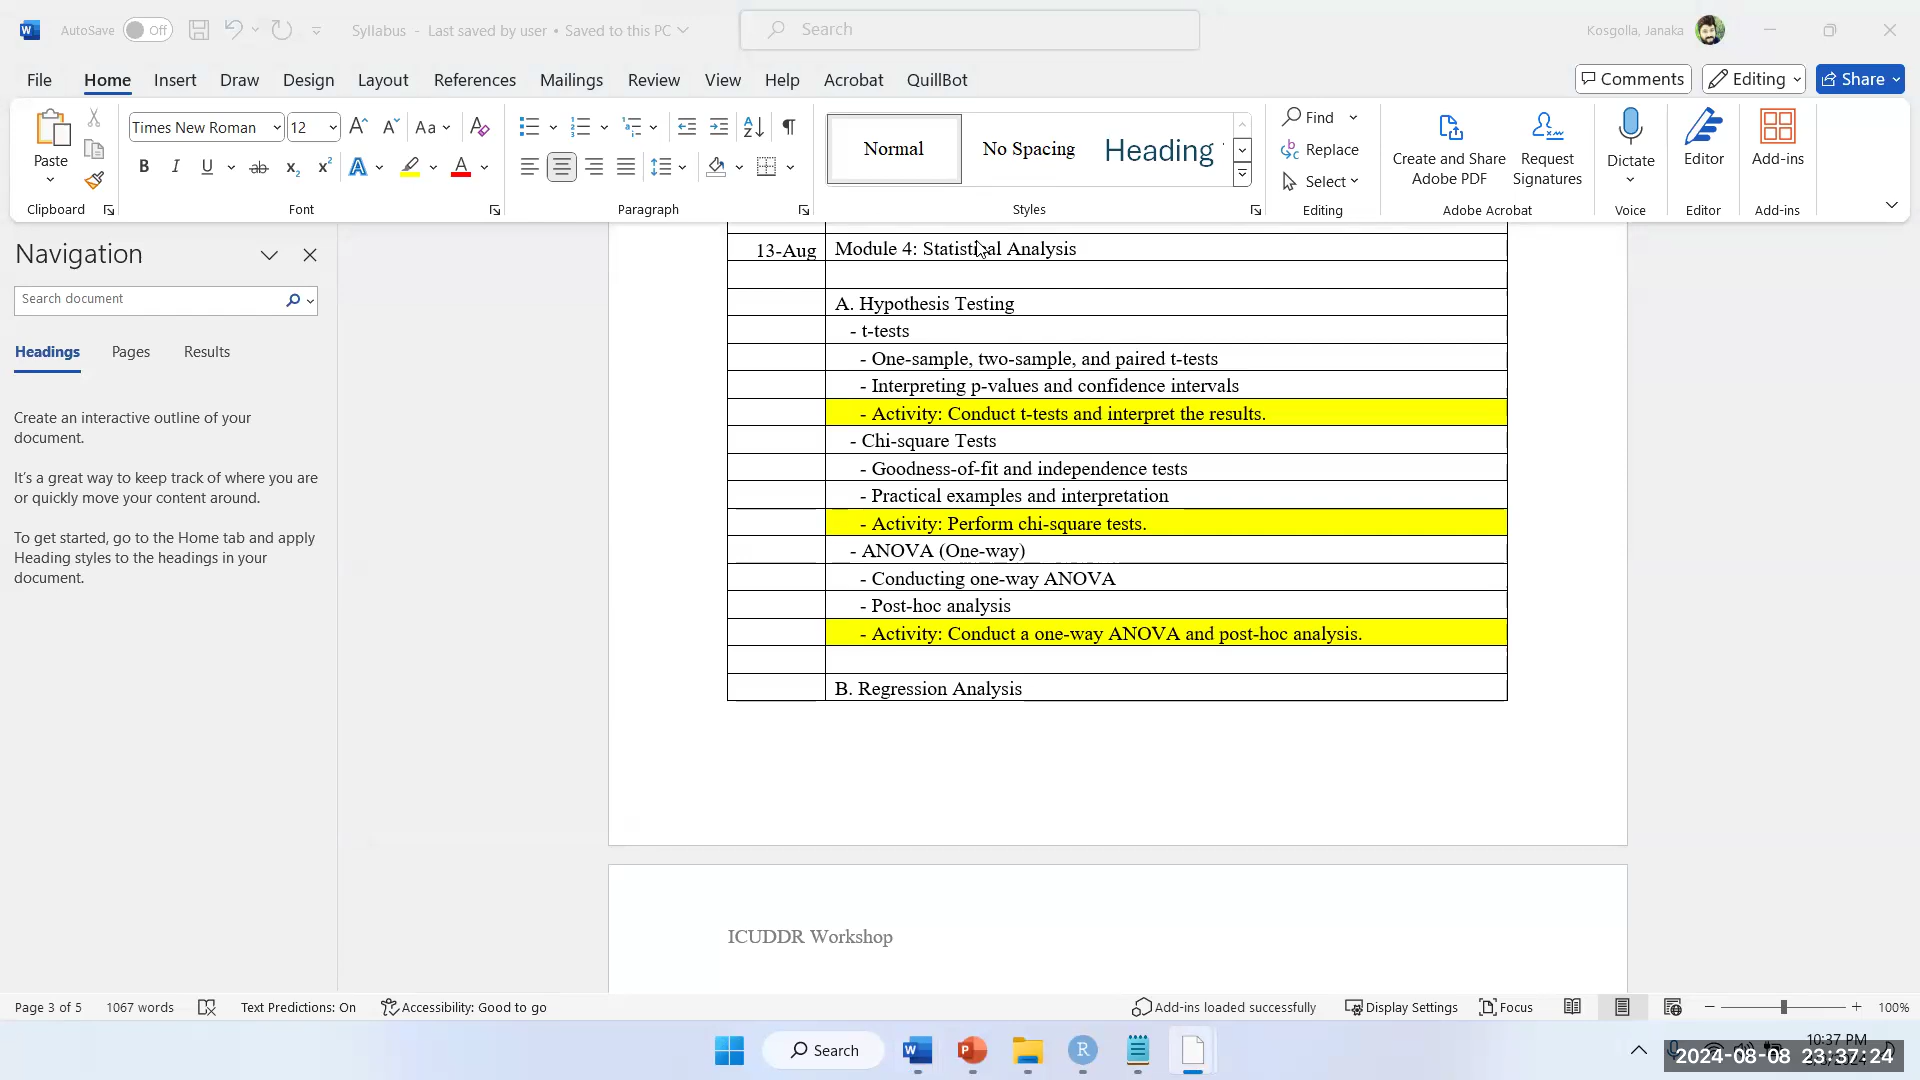 AutoSave Off Syllabus - Last saved by user • Saved to this PC Search Kosgolla, Janaka
File Home Insert Draw Design Layout References Mailings Review View Help Acrobat QuillBot Comments Editing Share
Paste
Clipboard
Times New Roman 12
Font
Paragraph
Normal No Spacing Heading
Styles
Find
Replace
Select
Editing
Create and Share Adobe PDF
Request Signatures
Adobe Acrobat
Dictate
Voice
Editor
Editor
Add-ins
Add-ins
Navigation
Search document
Headings Pages Results
Create an interactive outline of your
document.
It's a great way to keep track of where you are
or quickly move your content around.
To get started, go to the Home tab and apply
Heading styles to the headings in your
document.
13-Aug Module 4: Statistical Analysis
A. Hypothesis Testing
- t-tests
- One-sample, two-sample, and paired t-tests
- Interpreting p-values and confidence intervals
- Activity: Conduct t-tests and interpret the results.
- Chi-square Tests
- Goodness-of-fit and independence tests
- Practical examples and interpretation
- Activity: Perform chi-square tests.
- ANOVA (One-way)
- Conducting one-way ANOVA
- Post-hoc analysis
- Activity: Conduct a one-way ANOVA and post-hoc analysis.
B. Regression Analysis
ICUDDR Workshop
Page 3 of 5 1067 words Text Predictions: On Accessibility: Good to go Add-ins loaded successfully Display Settings Focus 100%
Search
10:37 PM
2024-08-08 23:37:24